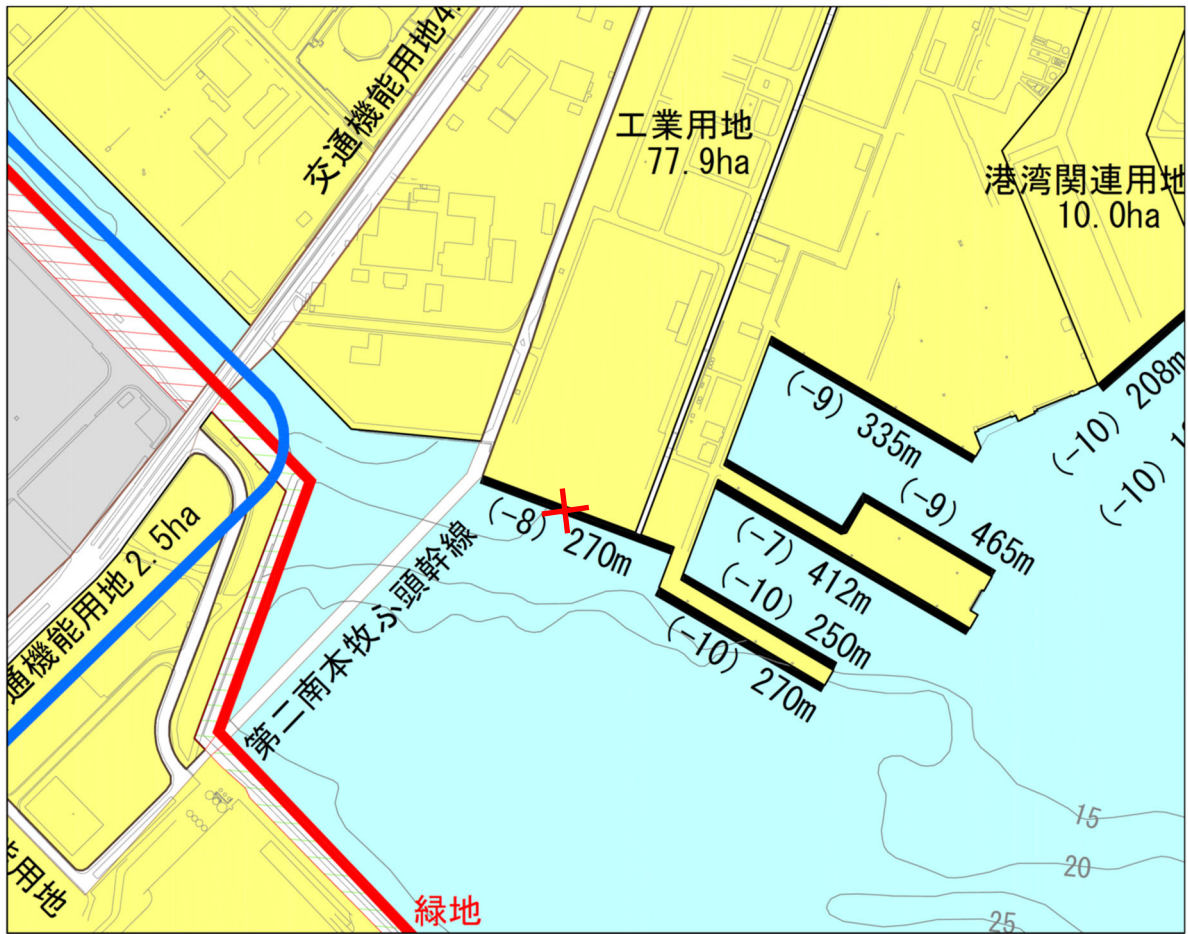 交通機能用地4.
工業用地
77.9ha
港湾関連用地
10.0ha
(-9) 335m
(-10) 208m
(-10) 1
(-9) 465m
(-8) 270m
(-7) 412m
(-10) 250m
(-10) 270m
通機能用地 2.5ha
第二南本牧ふ頭幹線
能用地
緑地
15
20
25